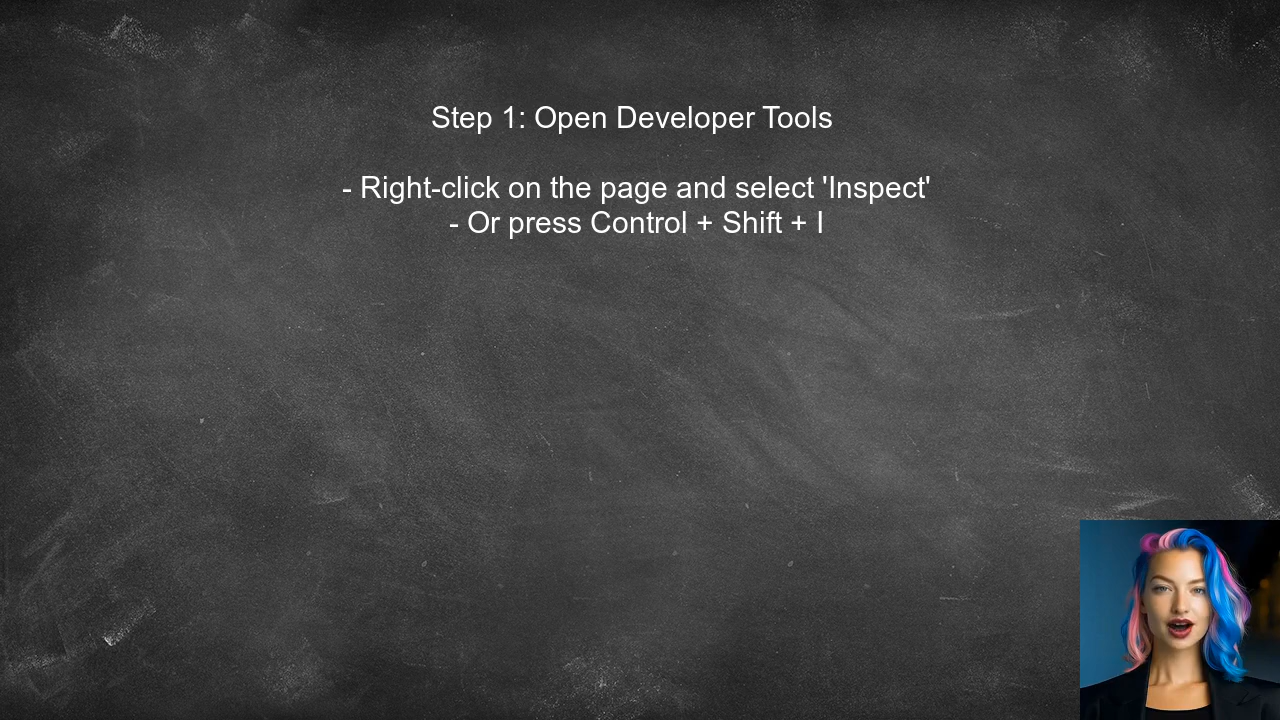 Step 1: Open Developer Tools
- Right-click on the page and select 'Inspect'
- Or press Control + Shift + I